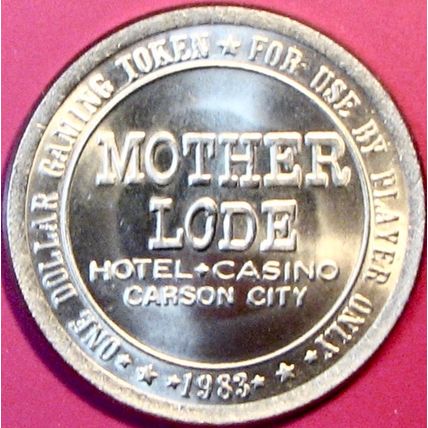 ONE DOLLAR GAMING TOKEN ★ FOR USE BY PLAYER ONLY
MOTHER
LODE
HOTEL✦CASINO
CARSON CITY
★ ★ ★ 1983 ★ ★ ★